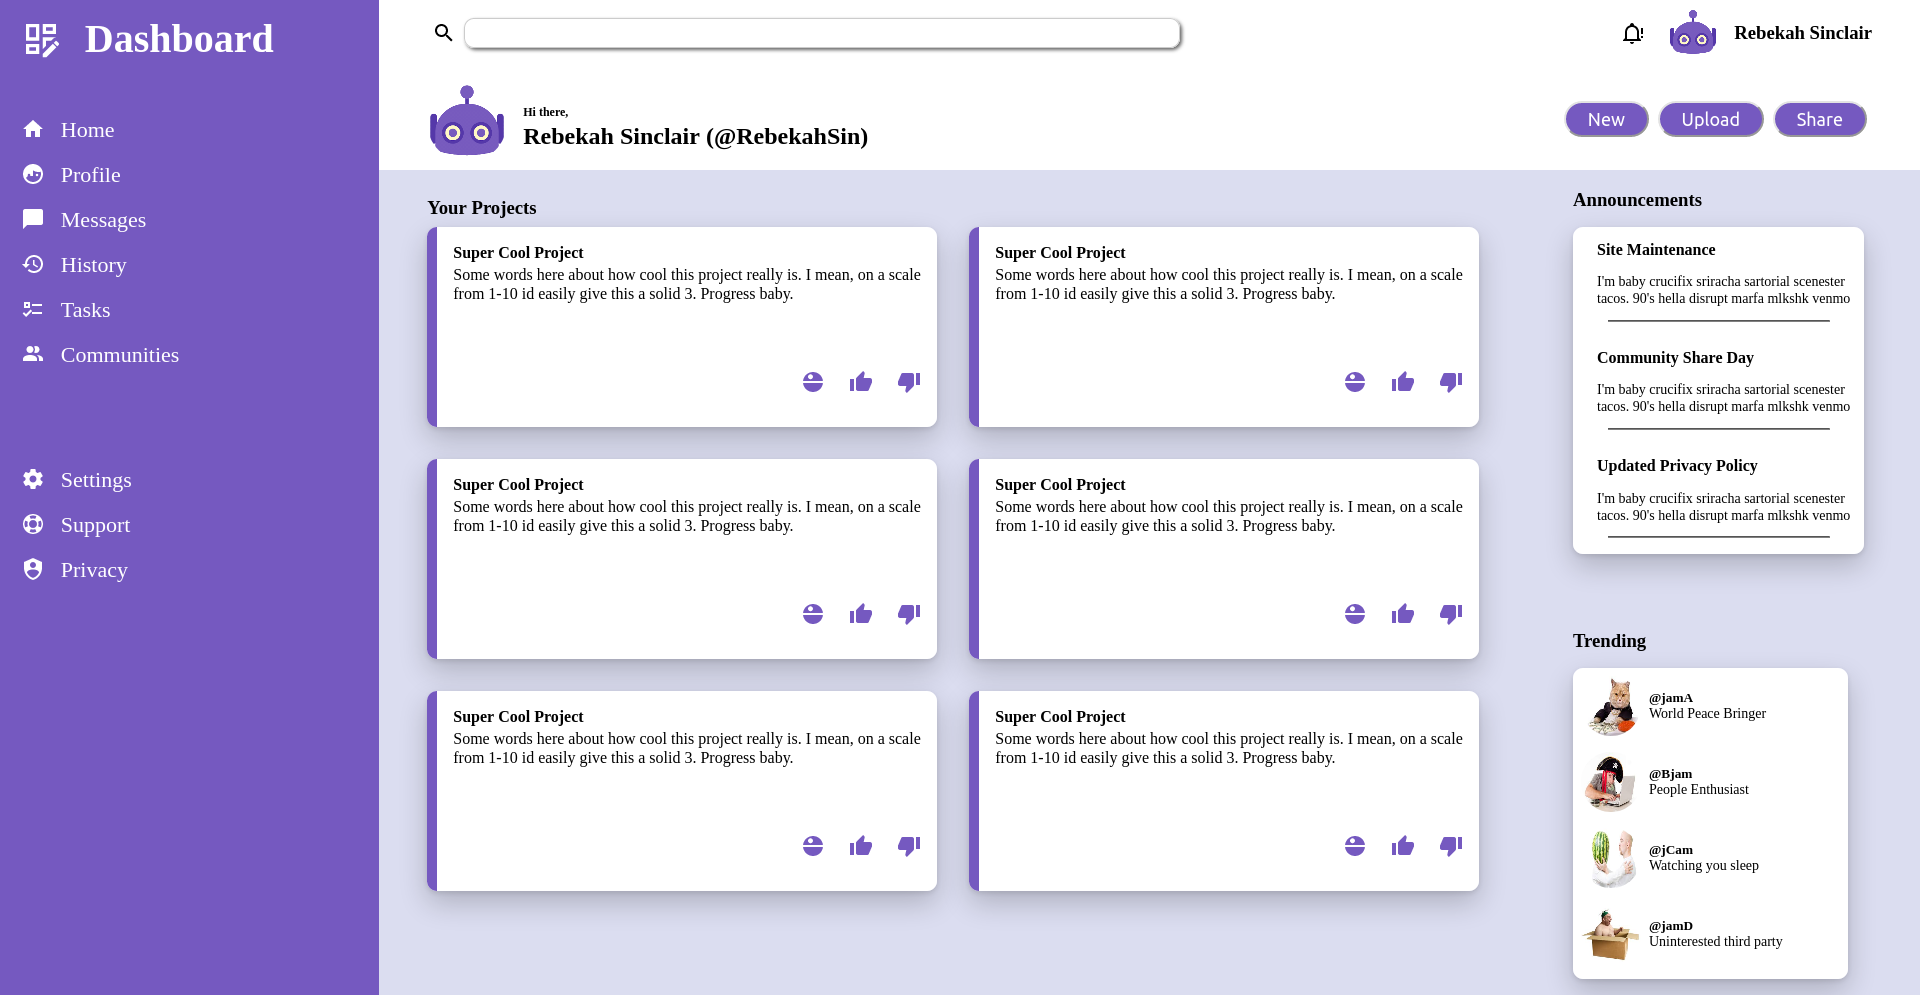 Dashboard
Home
Profile
Messages
History
Tasks
Communities
Settings
Support
Privacy
Rebekah Sinclair
Hi there,
Rebekah Sinclair (@RebekahSin)
New
Upload
Share
Your Projects
Super Cool Project
Some words here about how cool this project really is. I mean, on a scale
from 1-10 id easily give this a solid 3. Progress baby.
Super Cool Project
Some words here about how cool this project really is. I mean, on a scale
from 1-10 id easily give this a solid 3. Progress baby.
Super Cool Project
Some words here about how cool this project really is. I mean, on a scale
from 1-10 id easily give this a solid 3. Progress baby.
Super Cool Project
Some words here about how cool this project really is. I mean, on a scale
from 1-10 id easily give this a solid 3. Progress baby.
Super Cool Project
Some words here about how cool this project really is. I mean, on a scale
from 1-10 id easily give this a solid 3. Progress baby.
Super Cool Project
Some words here about how cool this project really is. I mean, on a scale
from 1-10 id easily give this a solid 3. Progress baby.
Announcements
Site Maintenance
I'm baby crucifix sriracha sartorial scenester
tacos. 90's hella disrupt marfa mlkshk venmo
Community Share Day
I'm baby crucifix sriracha sartorial scenester
tacos. 90's hella disrupt marfa mlkshk venmo
Updated Privacy Policy
I'm baby crucifix sriracha sartorial scenester
tacos. 90's hella disrupt marfa mlkshk venmo
Trending
@jamA
World Peace Bringer
@Bjam
People Enthusiast
@jCam
Watching you sleep
@jamD
Uninterested third party